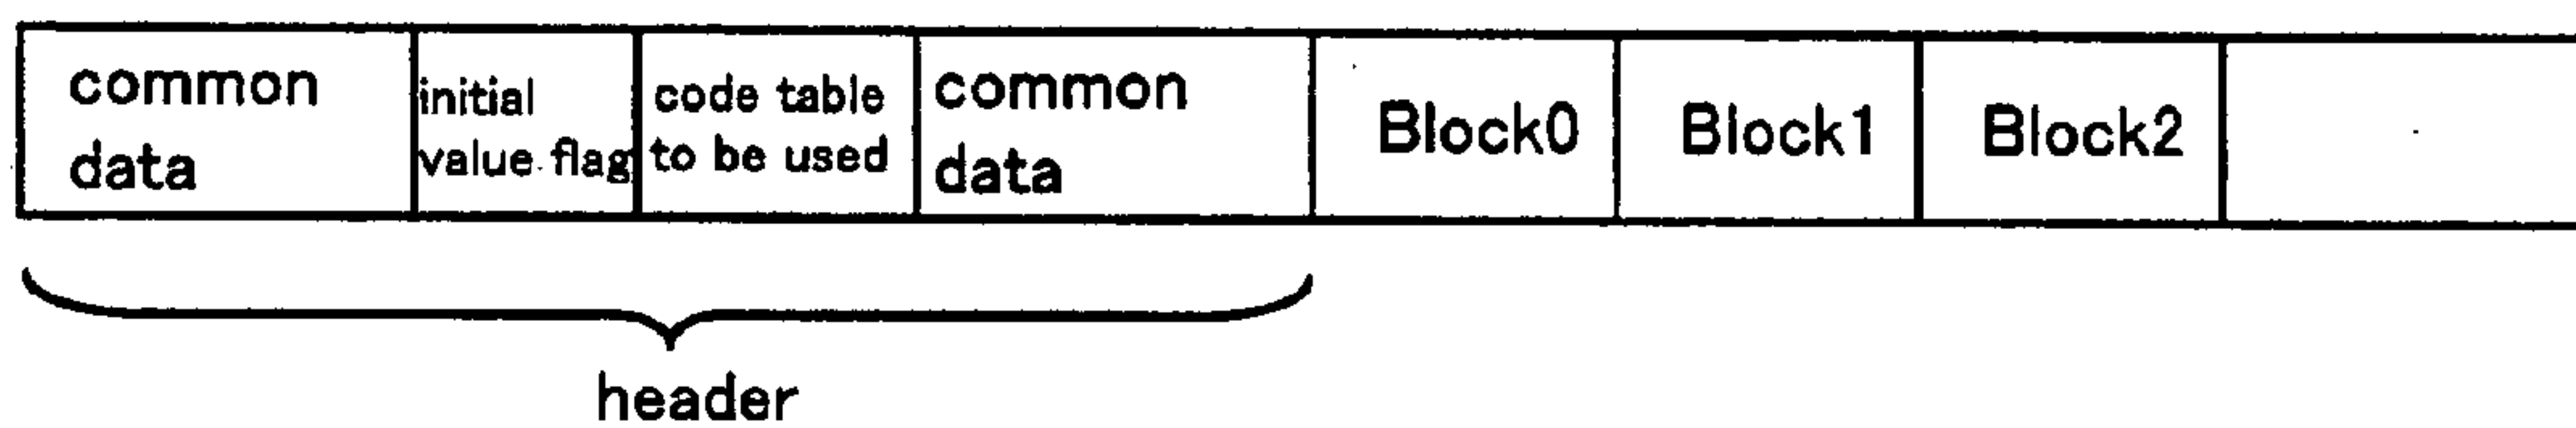 common
data
initial
value flag
code table
to be used
common
data
Block0
Block1
Block2
header